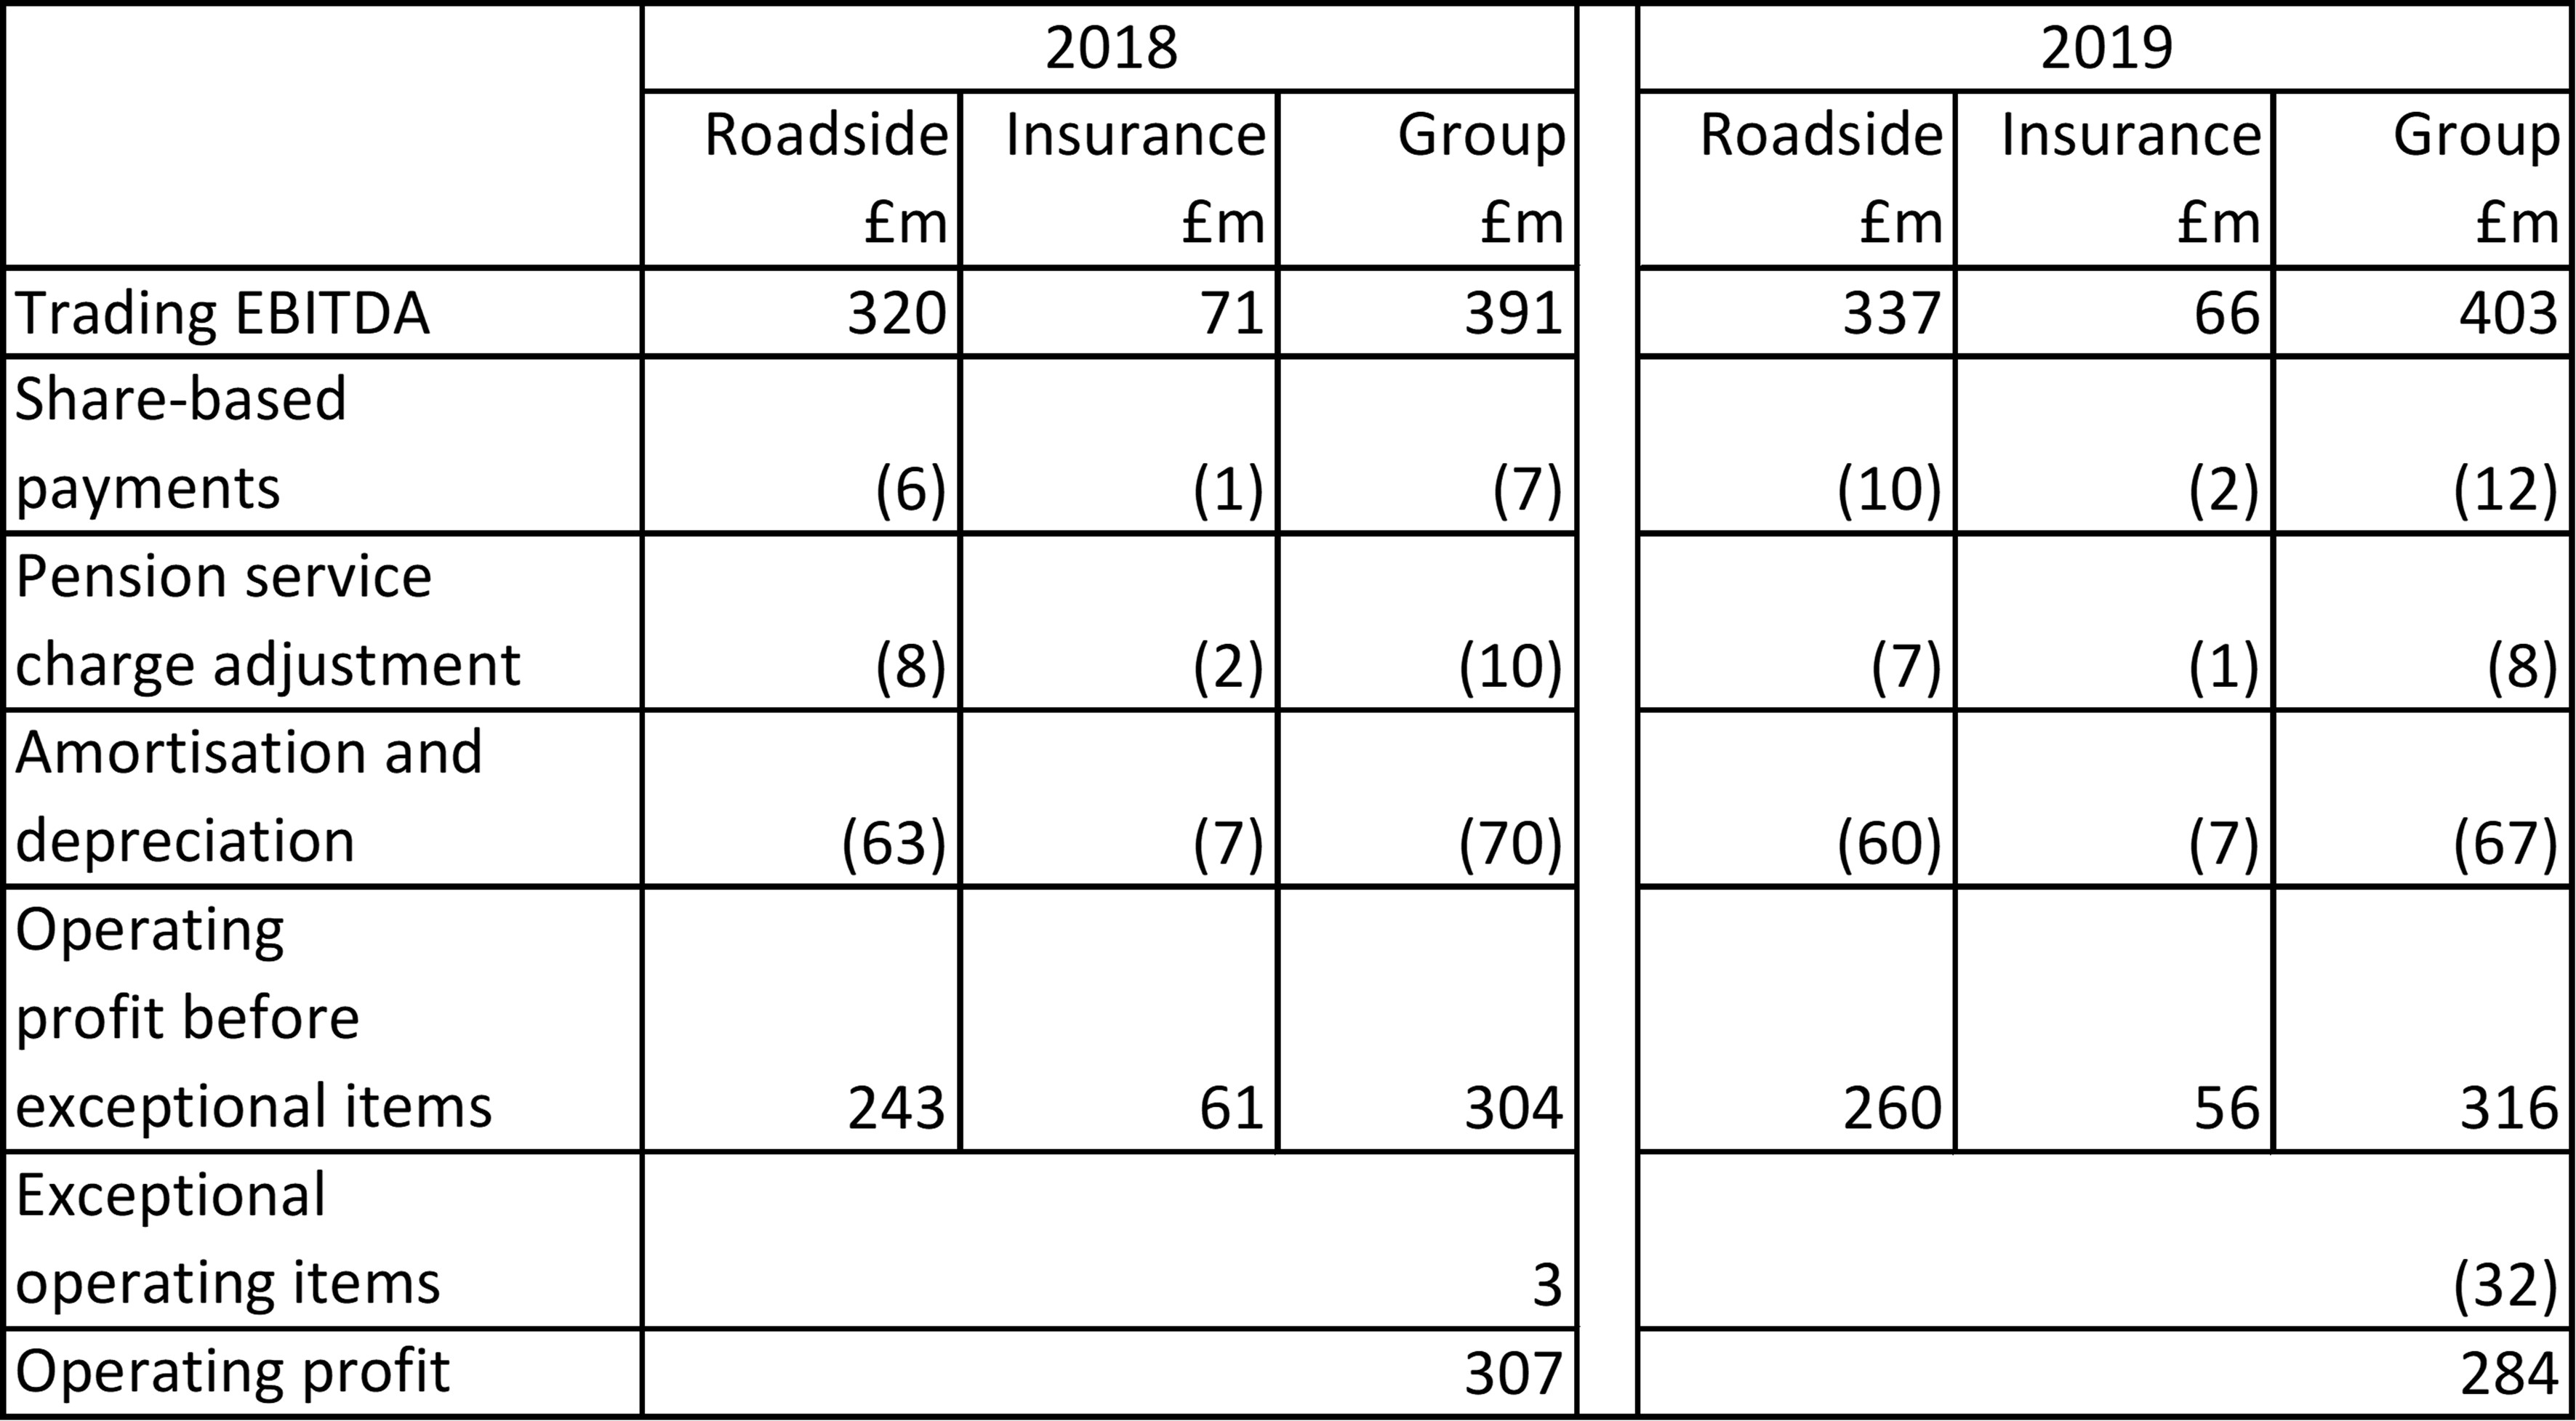 2018 2019
Roadside Insurance Group Roadside Insurance Group
£m £m £m £m £m £m
Trading EBITDA 320 71 391 337 66 403
Share-based
payments (6) (1) (7) (10) (2) (12)
Pension service
charge adjustment (8) (2) (10) (7) (1) (8)
Amortisation and
depreciation (63) (7) (70) (60) (7) (67)
Operating
profit before
exceptional items 243 61 304 260 56 316
Exceptional
operating items 3 (32)
Operating profit 307 284